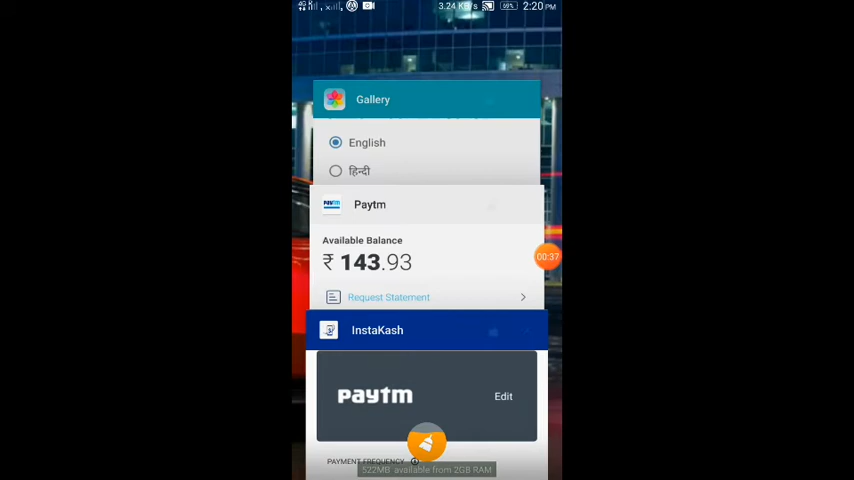 3.24 KB/s 69% 2:20 PM
Gallery
English
हिन्दी
Paytm
Available Balance
₹ 143.93
00:37
Request Statement
InstaKash
paytm
Edit
PAYMENT FREQUENCY
522MB available from 2GB RAM